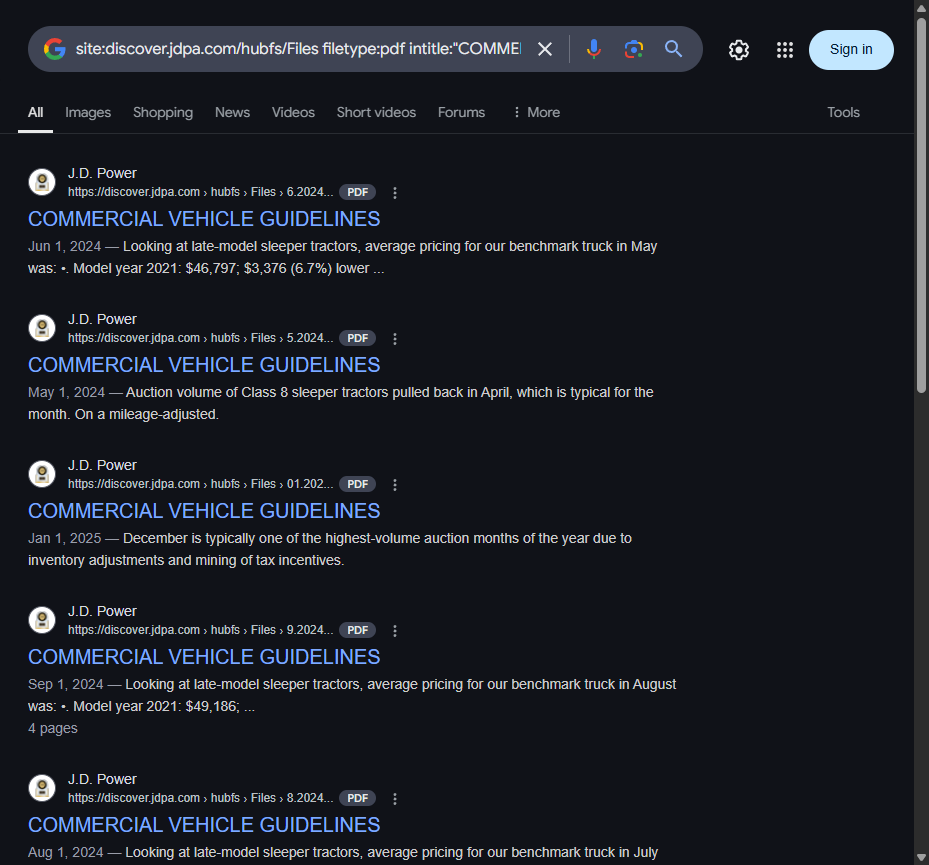 site:discover.jdpa.com/hubfs/Files filetype:pdf intitle:"COMME
Sign in
All Images Shopping News Videos Short videos Forums More Tools
J.D. Power
https://discover.jdpa.com › hubfs › Files › 6.2024... PDF
COMMERCIAL VEHICLE GUIDELINES
Jun 1, 2024 — Looking at late-model sleeper tractors, average pricing for our benchmark truck in May
was: •. Model year 2021: $46,797; $3,376 (6.7%) lower ...
J.D. Power
https://discover.jdpa.com › hubfs › Files › 5.2024... PDF
COMMERCIAL VEHICLE GUIDELINES
May 1, 2024 — Auction volume of Class 8 sleeper tractors pulled back in April, which is typical for the
month. On a mileage-adjusted.
J.D. Power
https://discover.jdpa.com › hubfs › Files › 01.202... PDF
COMMERCIAL VEHICLE GUIDELINES
Jan 1, 2025 — December is typically one of the highest-volume auction months of the year due to
inventory adjustments and mining of tax incentives.
J.D. Power
https://discover.jdpa.com › hubfs › Files › 9.2024... PDF
COMMERCIAL VEHICLE GUIDELINES
Sep 1, 2024 — Looking at late-model sleeper tractors, average pricing for our benchmark truck in August
was: •. Model year 2021: $49,186; ...
4 pages
J.D. Power
https://discover.jdpa.com › hubfs › Files › 8.2024... PDF
COMMERCIAL VEHICLE GUIDELINES
Aug 1, 2024 — Looking at late-model sleeper tractors, average pricing for our benchmark truck in July